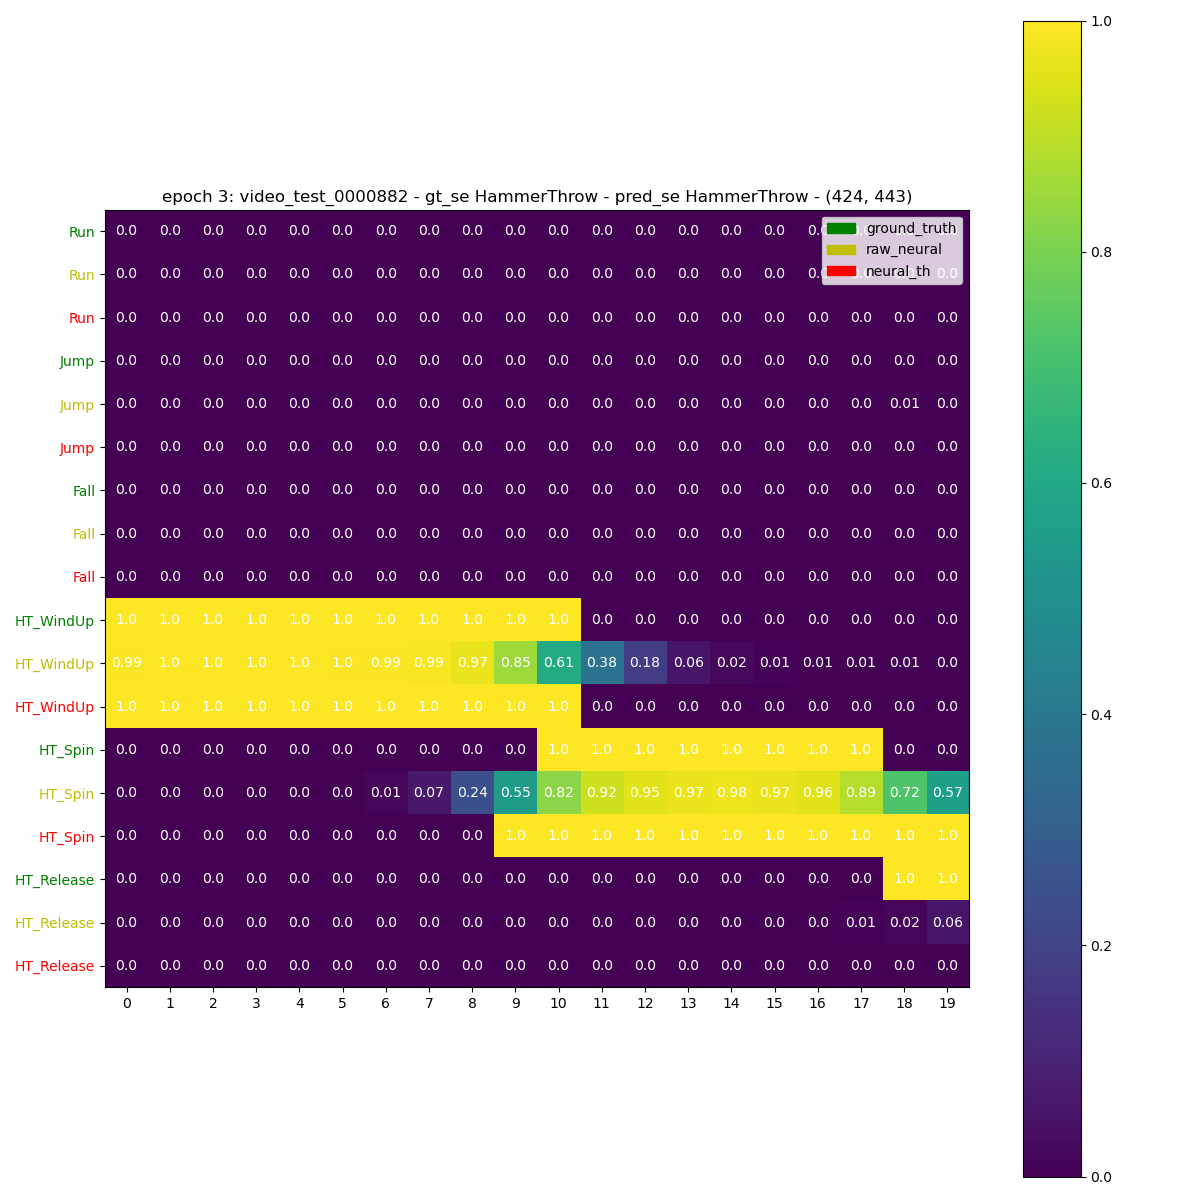 epoch 3: video_test_0000882 - gt_se HammerThrow - pred_se HammerThrow - (424, 443)
ground_truth
raw_neural
neural_th
Run 0.0 0.0 0.0 0.0 0.0 0.0 0.0 0.0 0.0 0.0 0.0 0.0 0.0 0.0 0.0 0.0
Run 0.0 0.0 0.0 0.0 0.0 0.0 0.0 0.0 0.0 0.0 0.0 0.0 0.0 0.0 0.0 0.0 0.0
Run 0.0 0.0 0.0 0.0 0.0 0.0 0.0 0.0 0.0 0.0 0.0 0.0 0.0 0.0 0.0 0.0 0.0 0.0 0.0 0.0
Jump 0.0 0.0 0.0 0.0 0.0 0.0 0.0 0.0 0.0 0.0 0.0 0.0 0.0 0.0 0.0 0.0 0.0 0.0 0.0 0.0
Jump 0.0 0.0 0.0 0.0 0.0 0.0 0.0 0.0 0.0 0.0 0.0 0.0 0.0 0.0 0.0 0.0 0.0 0.0 0.01 0.0
Jump 0.0 0.0 0.0 0.0 0.0 0.0 0.0 0.0 0.0 0.0 0.0 0.0 0.0 0.0 0.0 0.0 0.0 0.0 0.0 0.0
Fall 0.0 0.0 0.0 0.0 0.0 0.0 0.0 0.0 0.0 0.0 0.0 0.0 0.0 0.0 0.0 0.0 0.0 0.0 0.0 0.0
Fall 0.0 0.0 0.0 0.0 0.0 0.0 0.0 0.0 0.0 0.0 0.0 0.0 0.0 0.0 0.0 0.0 0.0 0.0 0.0 0.0
Fall 0.0 0.0 0.0 0.0 0.0 0.0 0.0 0.0 0.0 0.0 0.0 0.0 0.0 0.0 0.0 0.0 0.0 0.0 0.0 0.0
HT_WindUp 1.0 1.0 1.0 1.0 1.0 1.0 1.0 1.0 1.0 1.0 1.0 0.0 0.0 0.0 0.0 0.0 0.0 0.0 0.0 0.0
HT_WindUp 0.99 1.0 1.0 1.0 1.0 1.0 0.99 0.99 0.97 0.85 0.61 0.38 0.18 0.06 0.02 0.01 0.01 0.01 0.01 0.0
HT_WindUp 1.0 1.0 1.0 1.0 1.0 1.0 1.0 1.0 1.0 1.0 1.0 0.0 0.0 0.0 0.0 0.0 0.0 0.0 0.0 0.0
HT_Spin 0.0 0.0 0.0 0.0 0.0 0.0 0.0 0.0 0.0 0.0 1.0 1.0 1.0 1.0 1.0 1.0 1.0 1.0 0.0 0.0
HT_Spin 0.0 0.0 0.0 0.0 0.0 0.0 0.01 0.07 0.24 0.55 0.82 0.92 0.95 0.97 0.98 0.97 0.96 0.89 0.72 0.57
HT_Spin 0.0 0.0 0.0 0.0 0.0 0.0 0.0 0.0 0.0 1.0 1.0 1.0 1.0 1.0 1.0 1.0 1.0 1.0 1.0 1.0
HT_Release 0.0 0.0 0.0 0.0 0.0 0.0 0.0 0.0 0.0 0.0 0.0 0.0 0.0 0.0 0.0 0.0 0.0 0.0 1.0 1.0
HT_Release 0.0 0.0 0.0 0.0 0.0 0.0 0.0 0.0 0.0 0.0 0.0 0.0 0.0 0.0 0.0 0.0 0.0 0.01 0.02 0.06
HT_Release 0.0 0.0 0.0 0.0 0.0 0.0 0.0 0.0 0.0 0.0 0.0 0.0 0.0 0.0 0.0 0.0 0.0 0.0 0.0 0.0
0 1 2 3 4 5 6 7 8 9 10 11 12 13 14 15 16 17 18 19
1.0
0.8
0.6
0.4
0.2
0.0